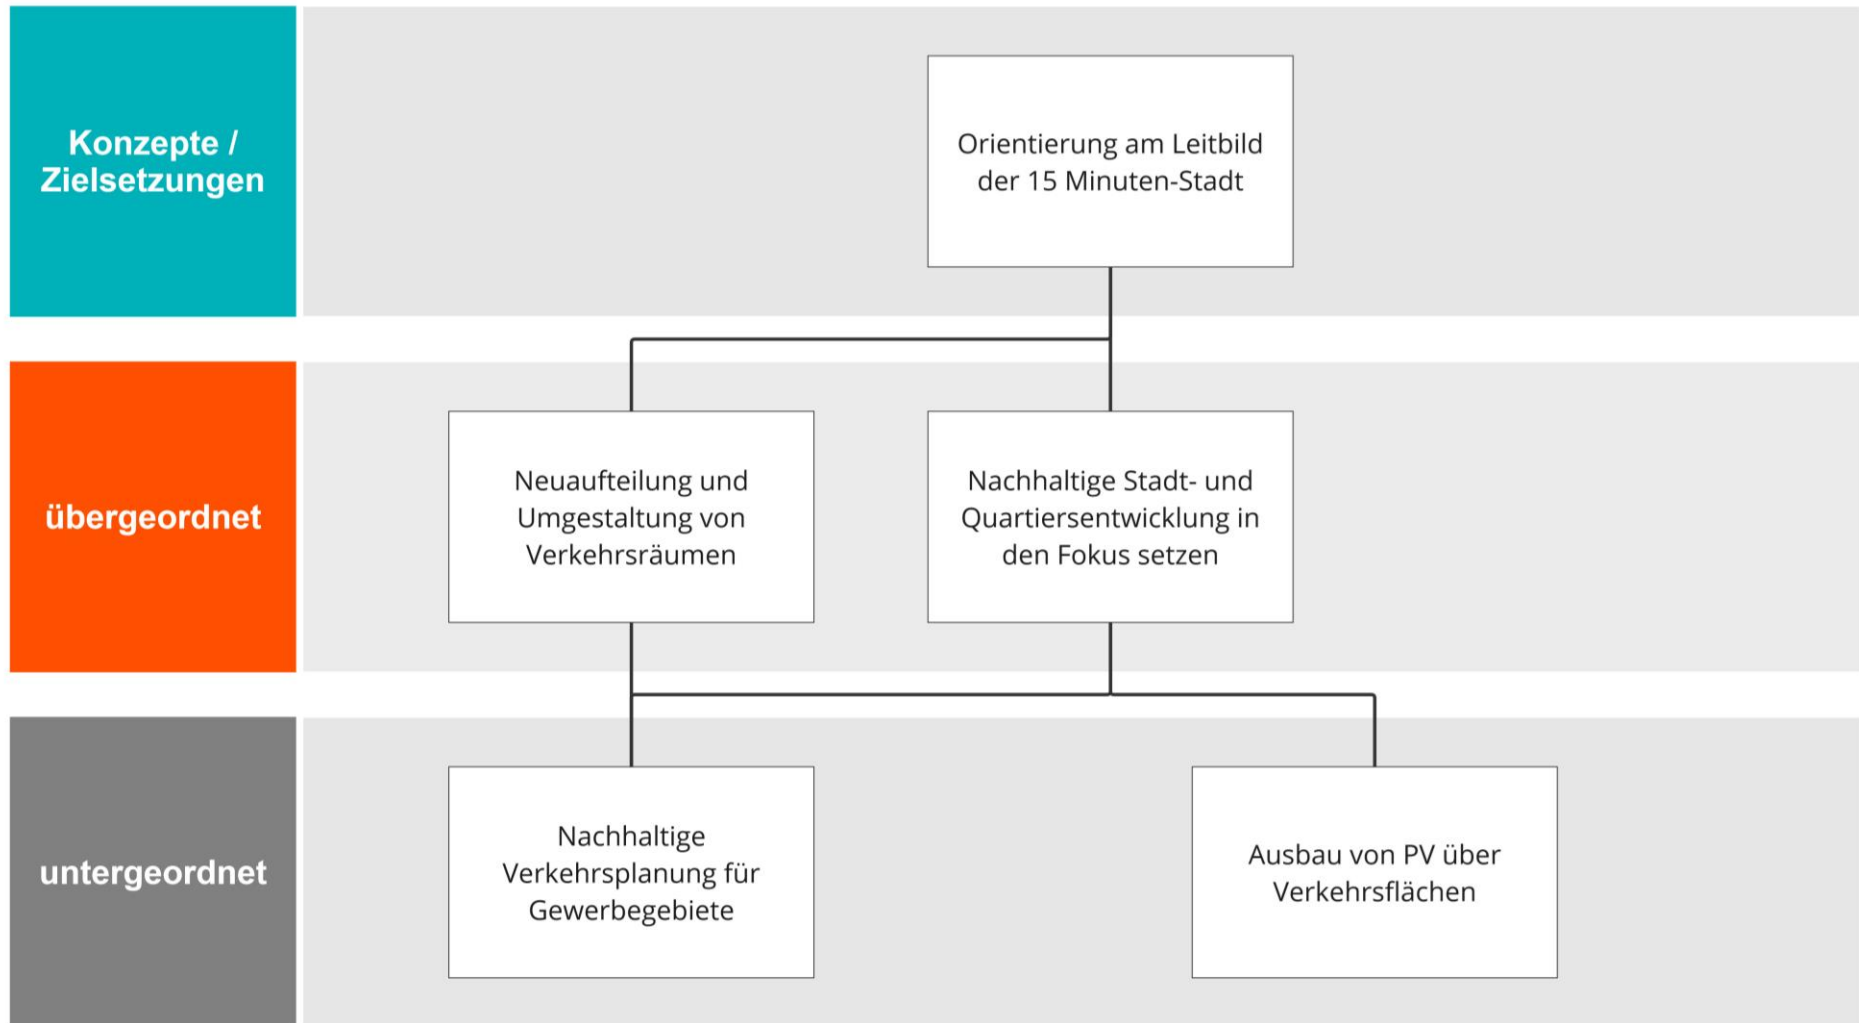 Konzepte /
Zielsetzungen
Orientierung am Leitbild
der 15 Minuten-Stadt
übergeordnet
Neuaufteilung und
Umgestaltung von
Verkehrsräumen
Nachhaltige Stadt- und
Quartiersentwicklung in
den Fokus setzen
untergeordnet
Nachhaltige
Verkehrsplanung für
Gewerbegebiete
Ausbau von PV über
Verkehrsflächen